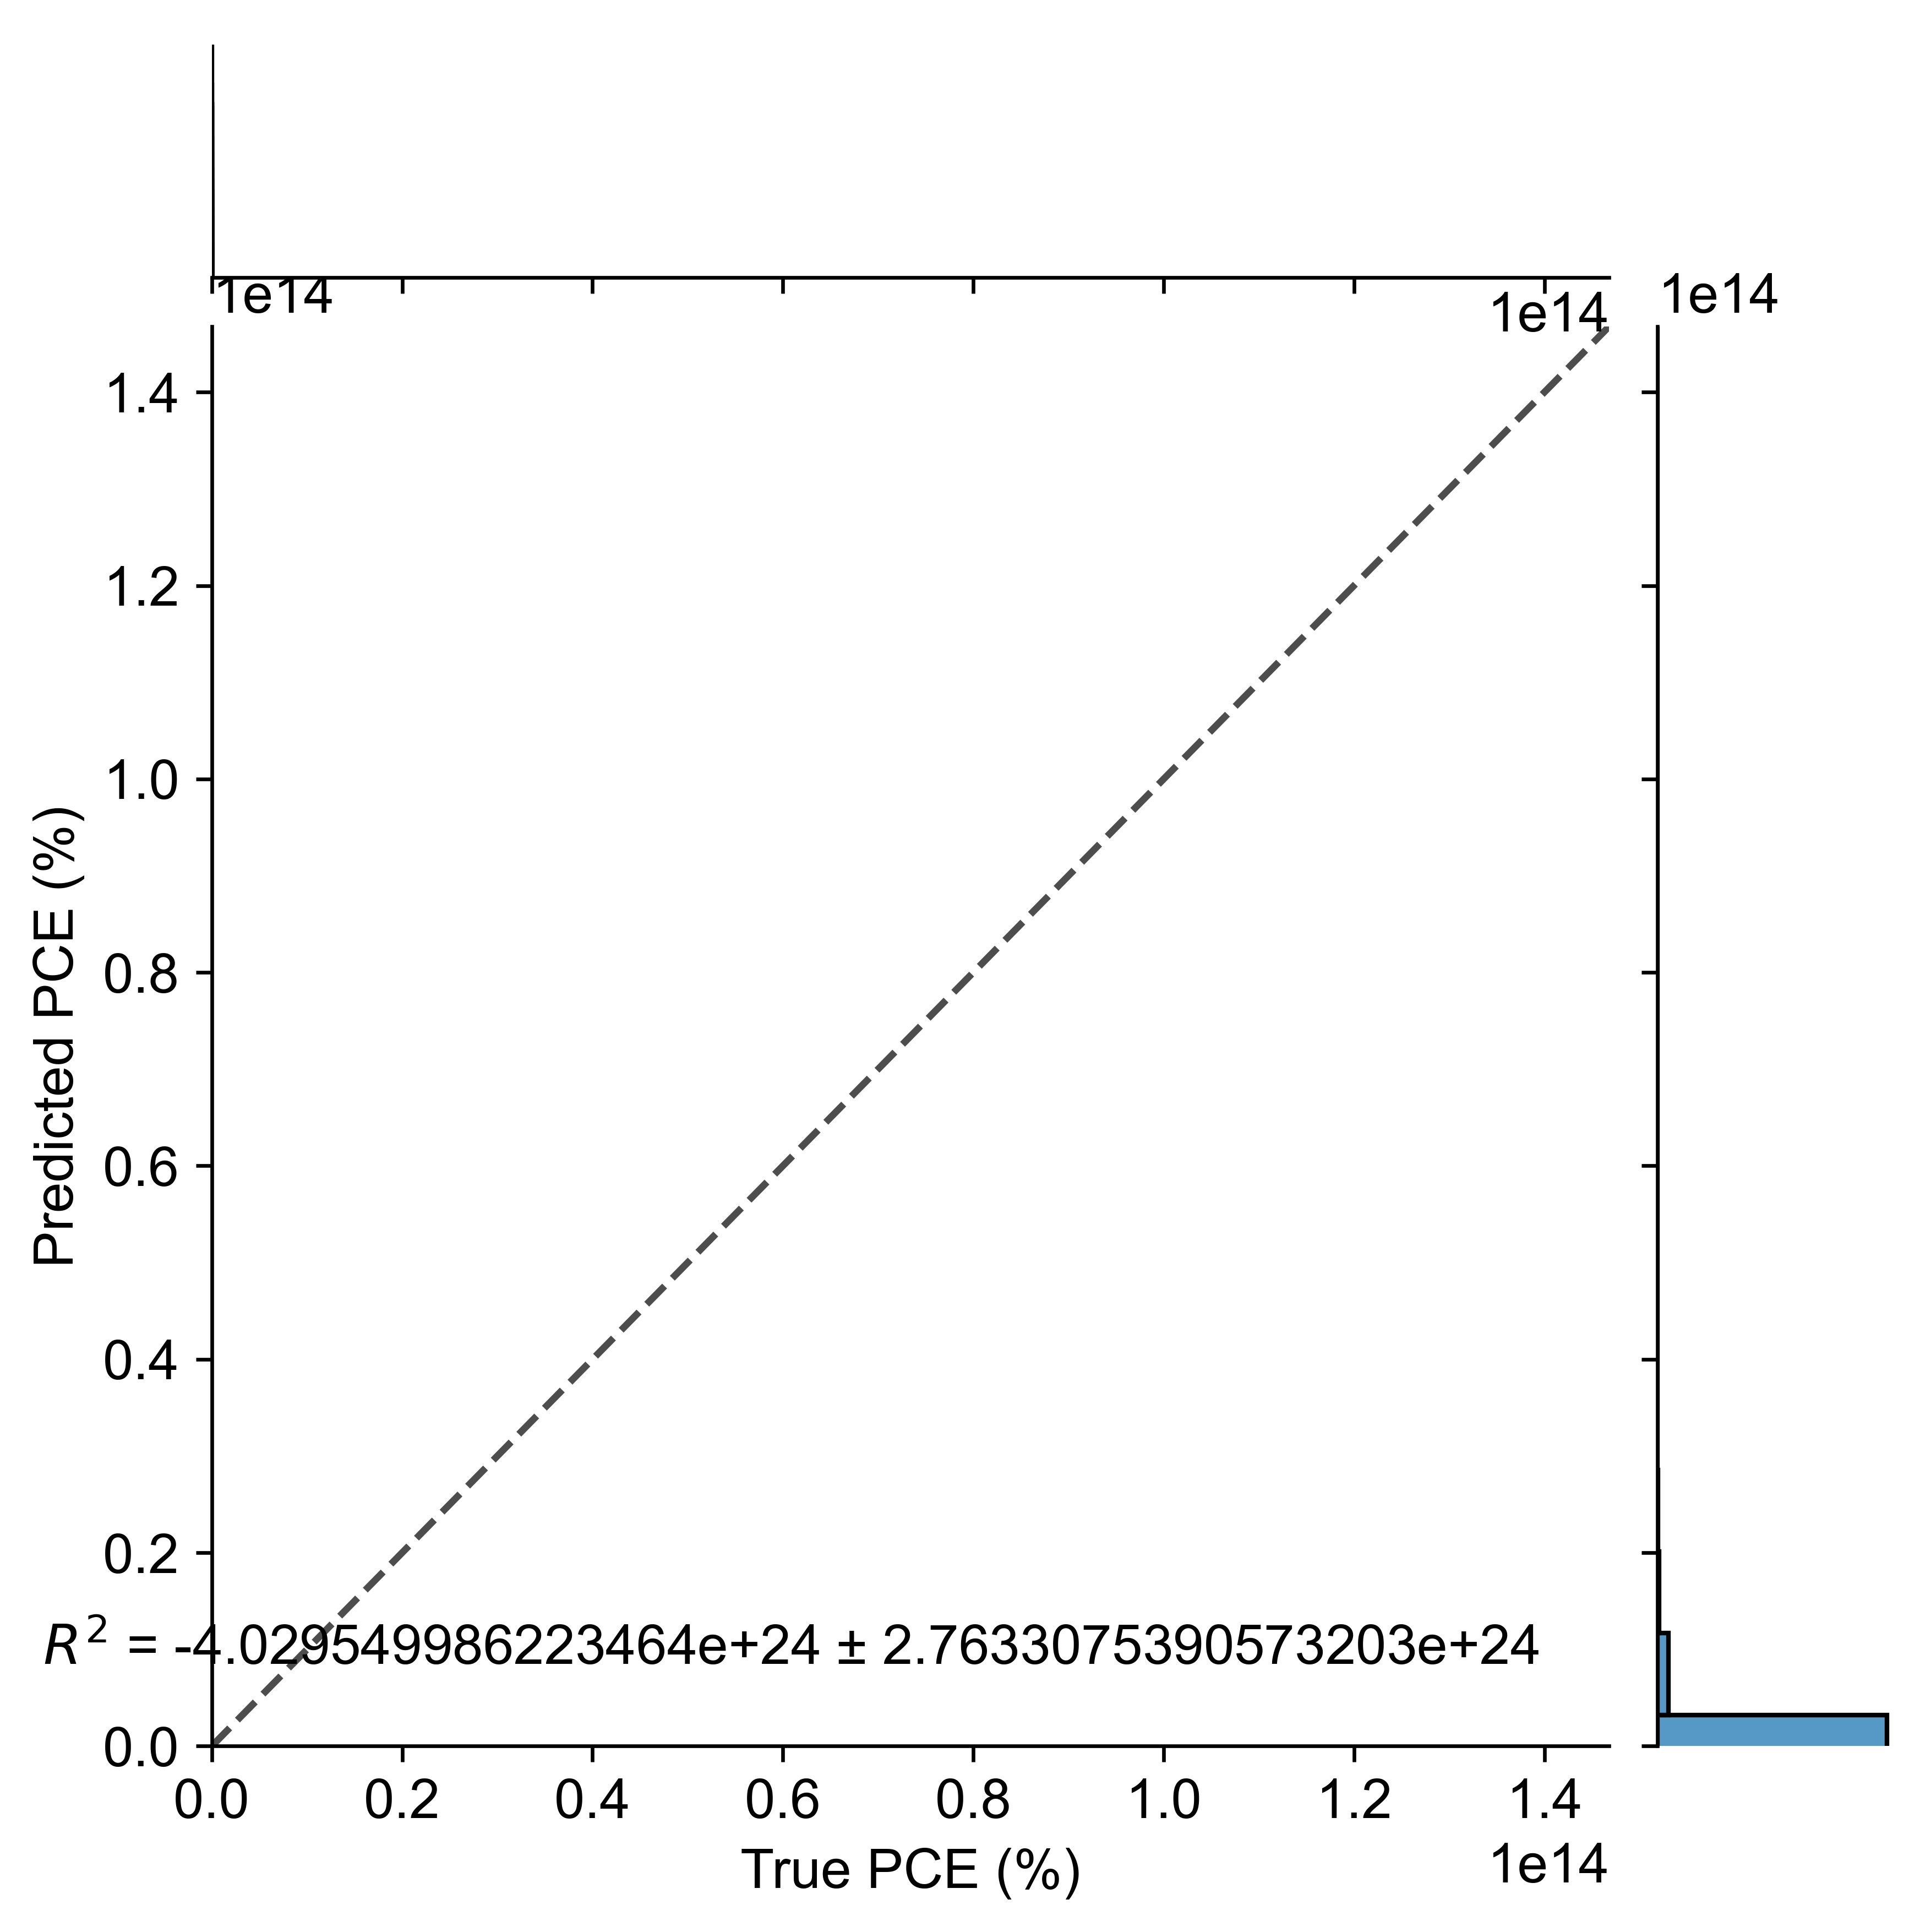 1e14
1e14
1e14
1.4
1.2
1.0
0.8
0.6
0.4
0.2
0.0
Predicted PCE (%)
R² = -4.029549986223464e+24 ± 2.7633075390573203e+24
0.0 0.2 0.4 0.6 0.8 1.0 1.2 1.4
True PCE (%)
1e14